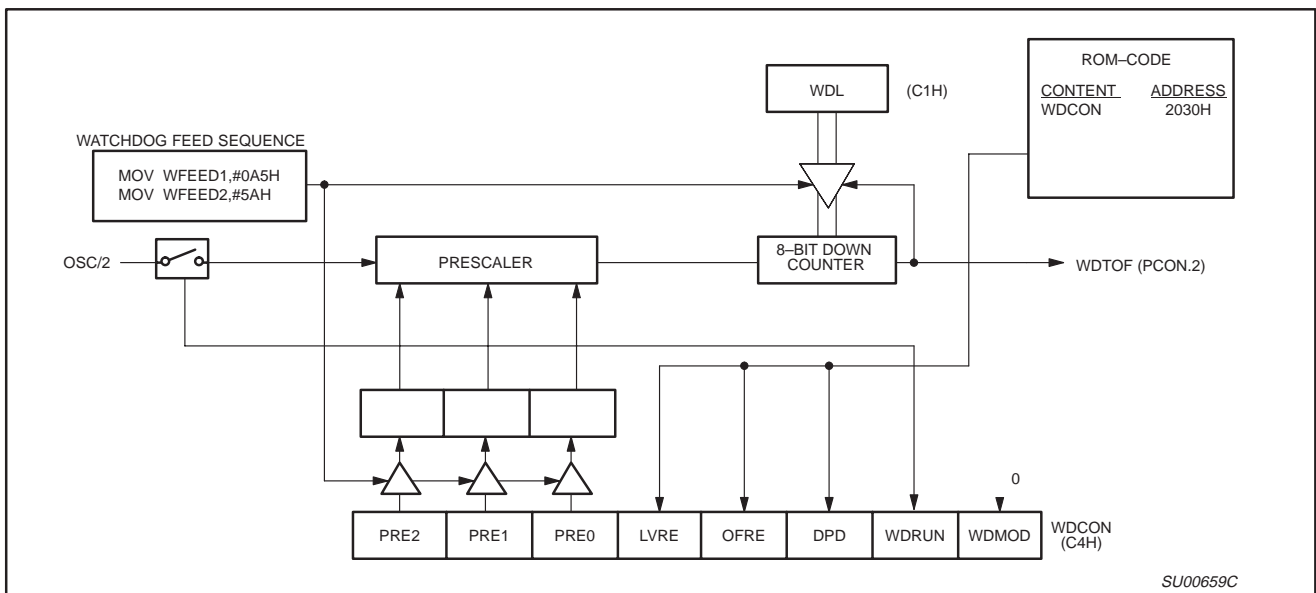 ROM–CODE
CONTENT ADDRESS
WDCON 2030H
WDL (C1H)
WATCHDOG FEED SEQUENCE
MOV WFEED1,#0A5H
MOV WFEED2,#5AH
OSC/2
PRESCALER
8–BIT DOWN
COUNTER
WDTOF (PCON.2)
0
PRE2 PRE1 PRE0 LVRE OFRE DPD WDRUN WDMOD
WDCON
(C4H)
SU00659C